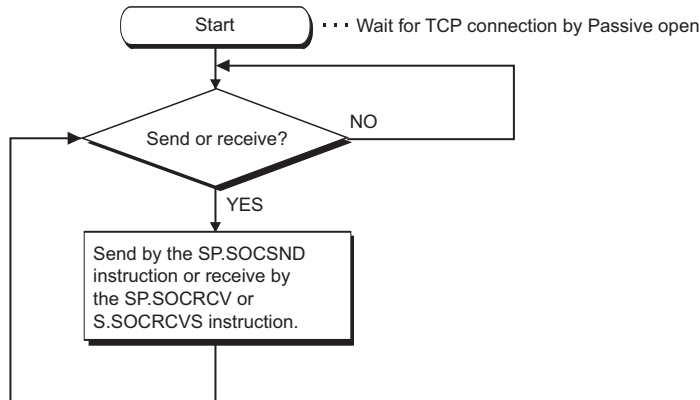 Start
· · · Wait for TCP connection by Passive open
NO
Send or receive?
YES
Send by the SP.SOCSND
instruction or receive by
the SP.SOCRCV or
S.SOCRCVS instruction.